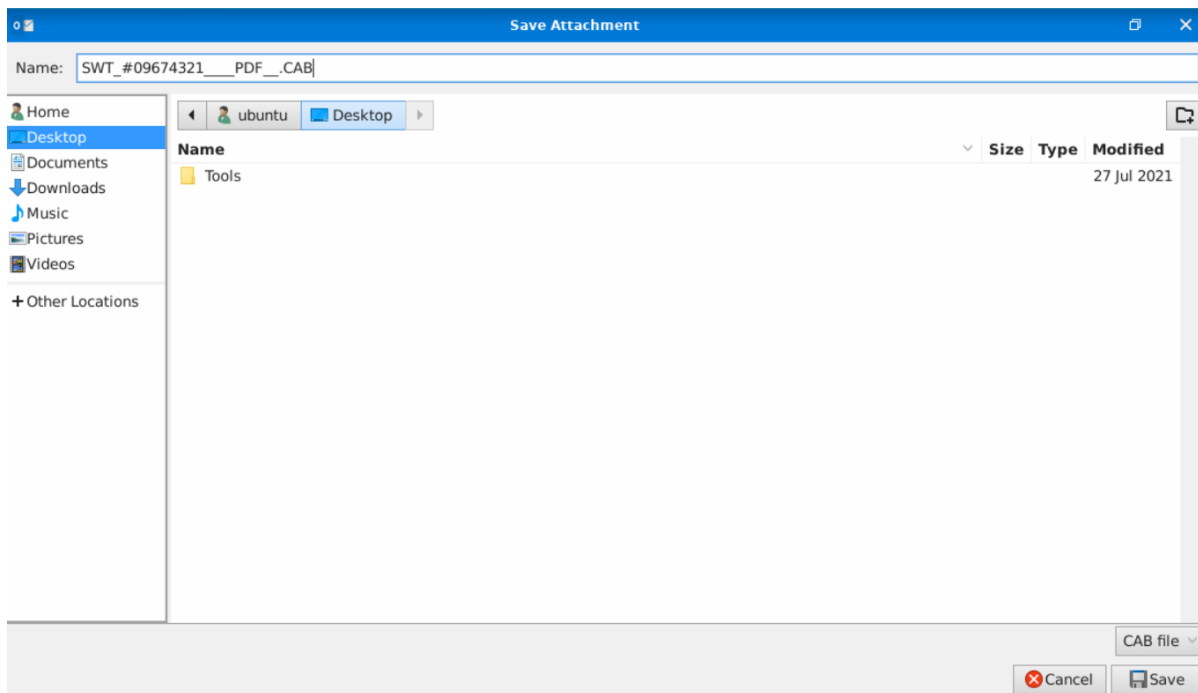 Save Attachment
Name: SWT_#09674321____PDF__.CAB
Home
Desktop
Documents
Downloads
Music
Pictures
Videos
+ Other Locations
ubuntu Desktop
Name Size Type Modified
Tools 27 Jul 2021
CAB file
Cancel Save